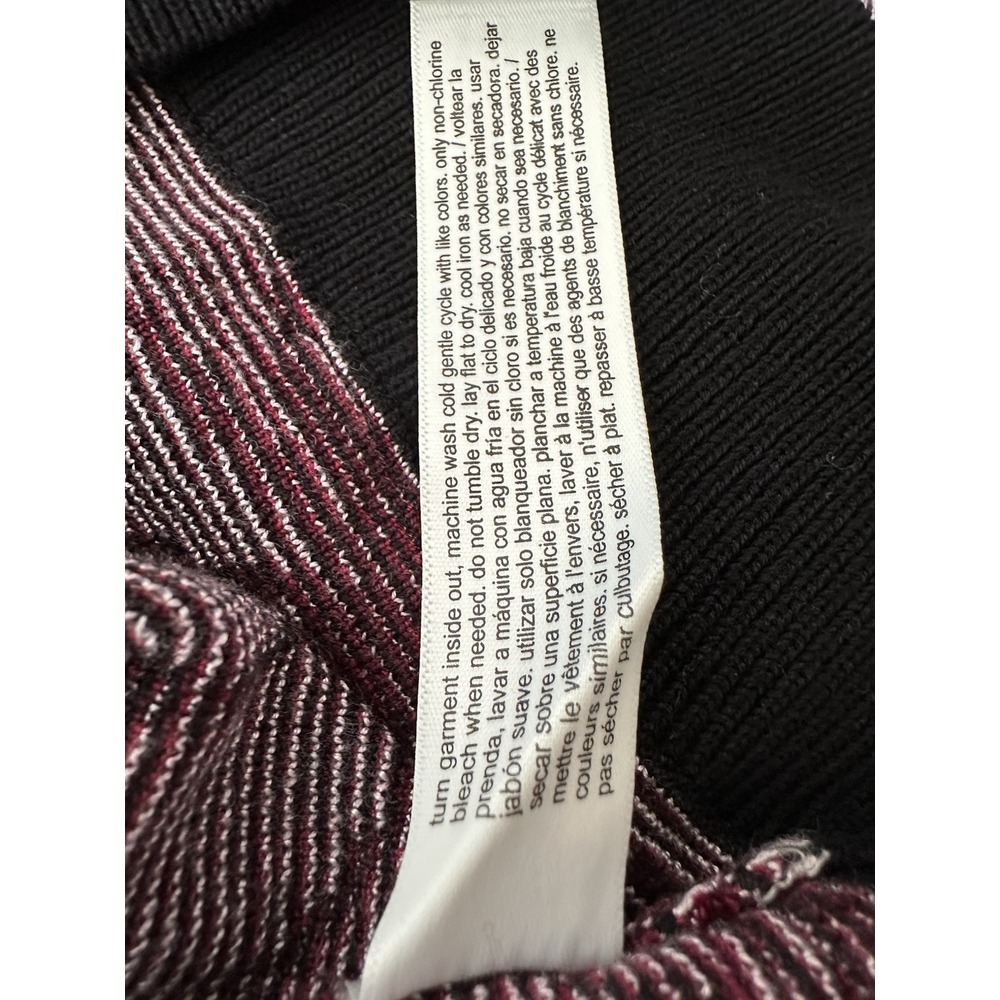 turn garment inside out, machine wash cold gentle cycle with like colors. only non-chlorine
bleach when needed. do not tumble dry. lay flat to dry. cool iron as needed. / voltear la
prenda, lavar a máquina con agua fría en el ciclo delicado y con colores similares. usar
jabón suave. utilizar solo blanqueador sin cloro si es necesario. no secar en secadora. dejar
secar sobre una superficie plana. planchar a temperatura baja cuando sea necesario. /
mettre le vêtement à l'envers, laver à la machine à l'eau froide au cycle délicat avec des
couleurs similaires. si nécessaire, n'utiliser que des agents de blanchiment sans chlore. ne
pas sécher par culbutage. sécher à plat. repasser à basse température si nécessaire.